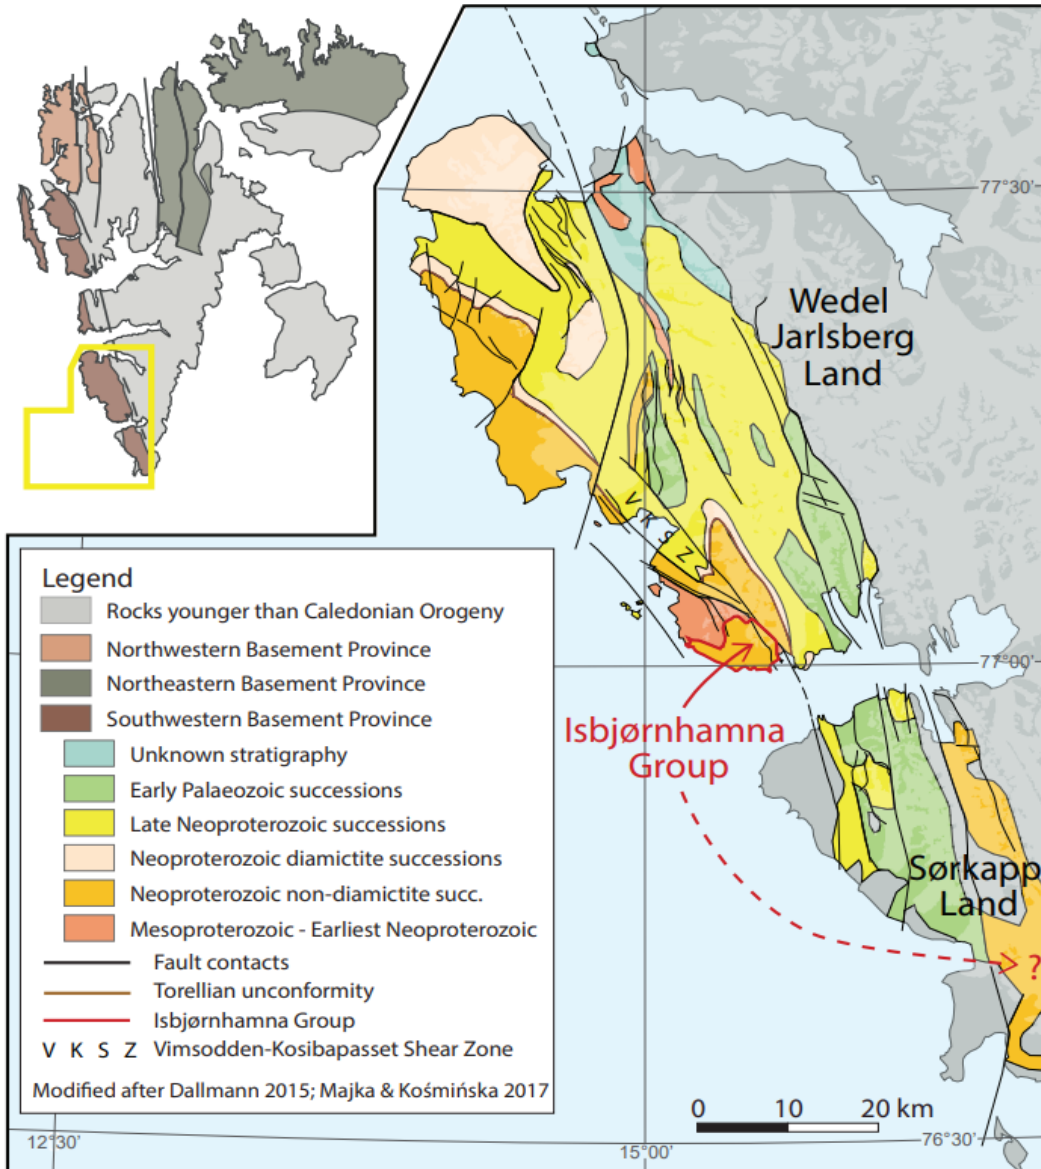 77°30'
Wedel
Jarlsberg
Land
V K S Z
77°00'
Isbjørnhamna
Group
Sørkapp
Land
?
Legend
Rocks younger than Caledonian Orogeny
Northwestern Basement Province
Northeastern Basement Province
Southwestern Basement Province
Unknown stratigraphy
Early Palaeozoic successions
Late Neoproterozoic successions
Neoproterozoic diamictite successions
Neoproterozoic non-diamictite succ.
Mesoproterozoic - Earliest Neoproterozoic
Fault contacts
Torellian unconformity
Isbjørnhamna Group
V K S Z Vimsodden-Kosibapasset Shear Zone
Modified after Dallmann 2015; Majka & Kośmińska 2017
0 10 20 km
12°30'
15°00'
76°30'